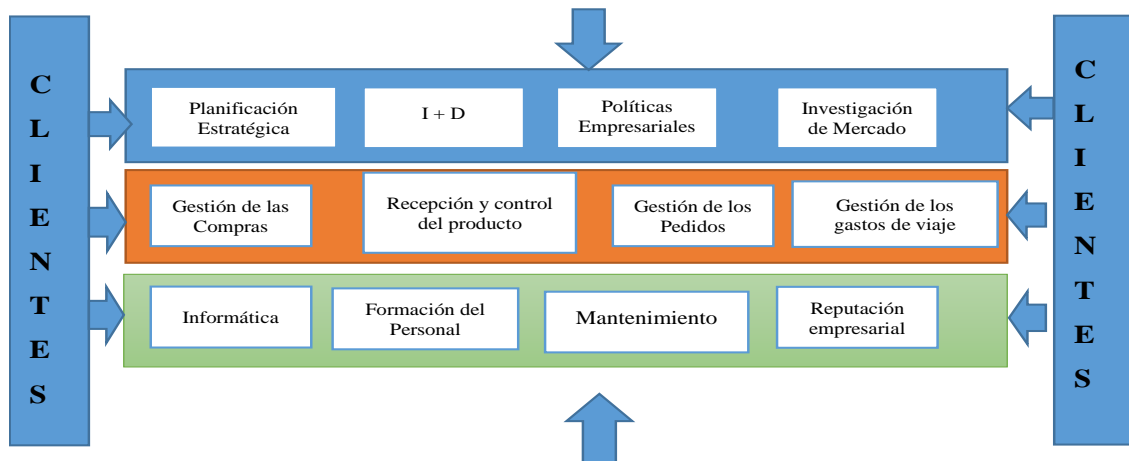 C
L
I
E
N
T
E
S
Planificación
Estratégica
I + D
Políticas
Empresariales
Investigación
de Mercado
Gestión de las
Compras
Recepción y control
del producto
Gestión de los
Pedidos
Gestión de los
gastos de viaje
Informática
Formación del
Personal
Mantenimiento
Reputación
empresarial
C
L
I
E
N
T
E
S